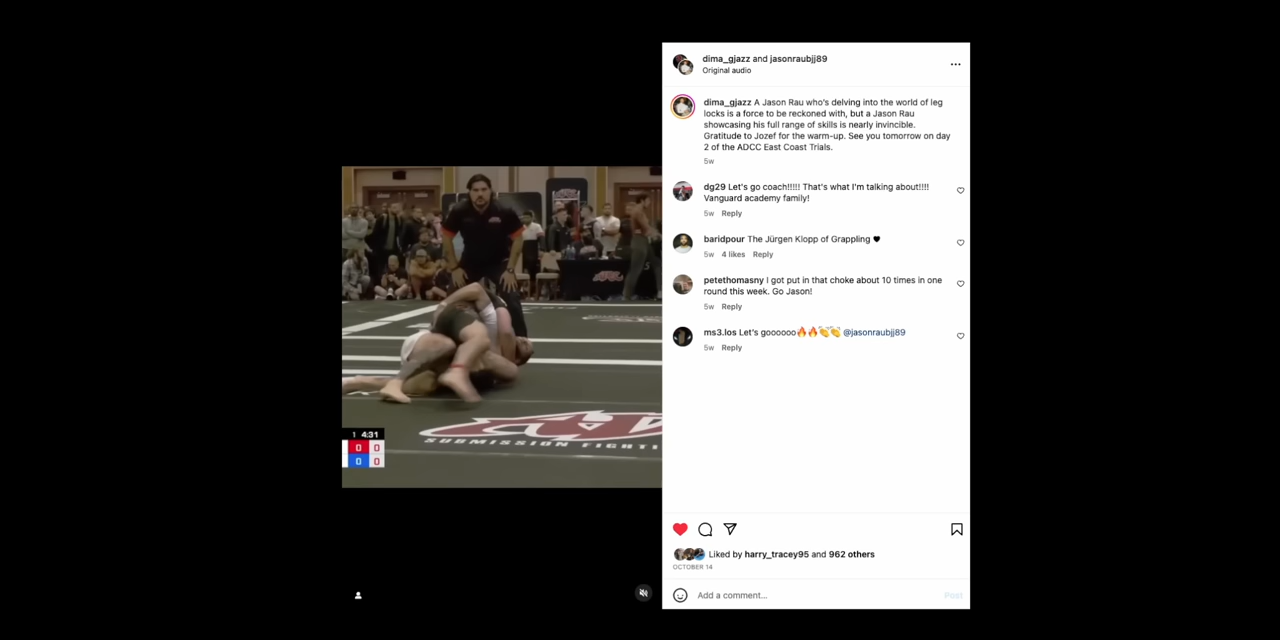 dima_gjazz and jasonraubjj89
Original audio
dima_gjazz A Jason Rau who's delving into the world of leg
locks is a force to be reckoned with, but a Jason Rau
showcasing his full range of skills is nearly invincible.
Gratitude to Jozef for the warm-up. See you tomorrow on day
2 of the ADCC East Coast Trials.
5w
dg29 Let's go coach!!!!! That's what I'm talking about!!!!
Vanguard academy family!
5w Reply
baridpour The Jürgen Klopp of Grappling 🖤
5w 4 likes Reply
petethomasny I got put in that choke about 10 times in one
round this week. Go Jason!
5w Reply
ms3.los Let's goooooo🔥🔥👏👏 @jasonraubjj89
5w Reply
1 4:31
0 0
0 0
SUBMISSION FIGHTI
Liked by harry_tracey95 and 962 others
OCTOBER 14
Add a comment...
Post